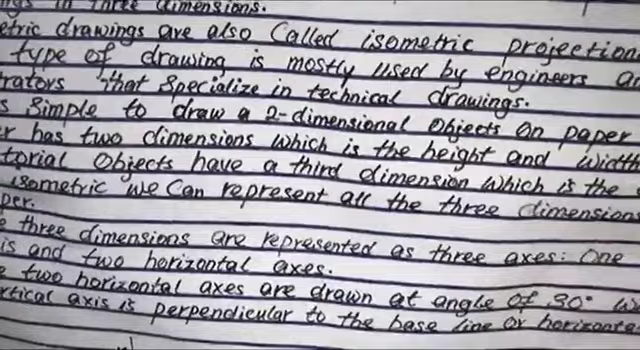 in three dimensions.
etric drawings are also Called isometric projection
type of drawing is mostly used by engineers a
rators that Specialize in technical drawings.
s Simple to draw a 2-dimensional Objects On paper
r has two dimensions which is the height and width
torial Objects have a third dimension which is the
isometric we Can represent all the three dimension
per.
e three dimensions are represented as three axes: One
is and two horizontal axes.
e two horizontal axes are drawn at angle of 30° w
rtical axis is perpendicular to the base line or horizonta